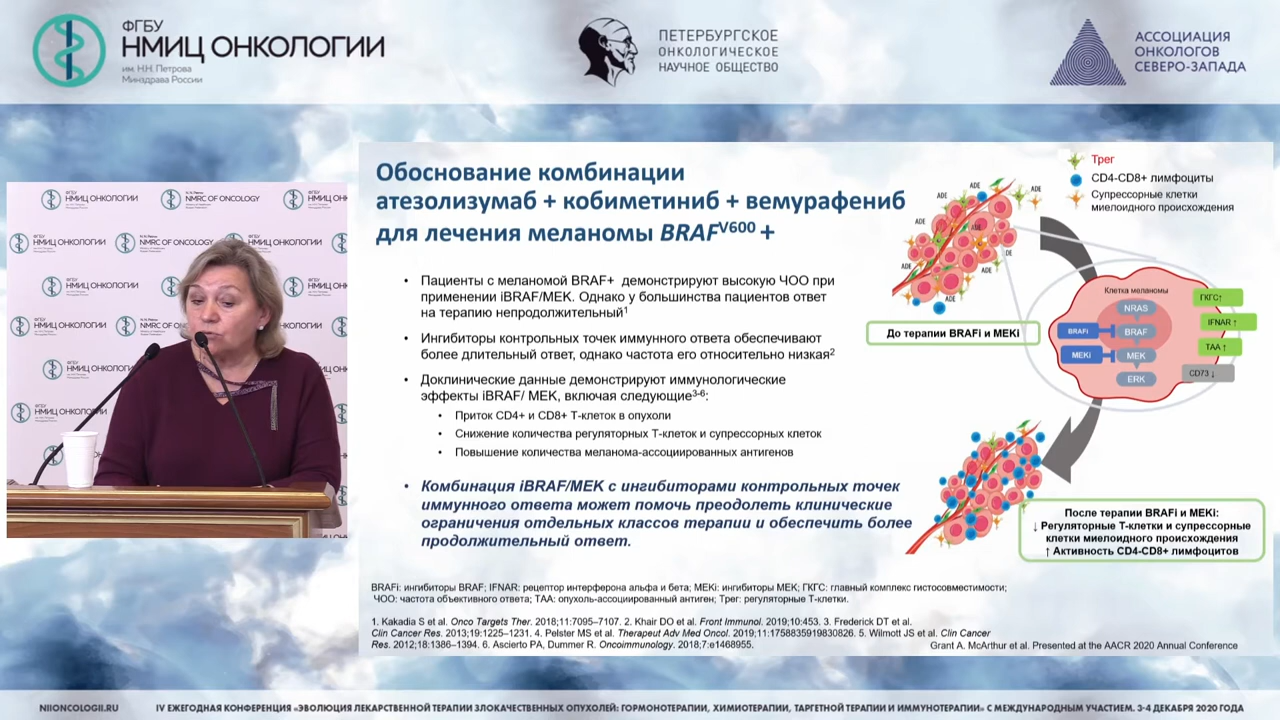 ФГБУ
НМИЦ ОНКОЛОГИИ
им. Н.Н. Петрова
Минздрава России
ПЕТЕРБУРГСКОЕ
ОНКОЛОГИЧЕСКОЕ
НАУЧНОЕ ОБЩЕСТВО
АССОЦИАЦИЯ
ОНКОЛОГОВ
СЕВЕРО-ЗАПАДА
НМИЦ ОНКОЛОГИИ
NMRC OF ONCOLOGY
Обоснование комбинации
атезолизумаб + кобиметиниб + вемурафениб
для лечения меланомы BRAFV600 +
• Пациенты с меланомой BRAF+ демонстрируют высокую ЧОО при
применении iBRAF/MEK. Однако у большинства пациентов ответ
на терапию непродолжительный1
• Ингибиторы контрольных точек иммунного ответа обеспечивают
более длительный ответ, однако частота его относительно низкая2
• Доклинические данные демонстрируют иммунологические
эффекты iBRAF/ MEK, включая следующие3-6:
• Приток CD4+ и CD8+ Т-клеток в опухоли
• Снижение количества регуляторных Т-клеток и супрессорных клеток
• Повышение количества меланома-ассоциированных антигенов
• Комбинация iBRAF/MEK с ингибиторами контрольных точек
иммунного ответа может помочь преодолеть клинические
ограничения отдельных классов терапии и обеспечить более
продолжительный ответ.
Трег
CD4-CD8+ лимфоциты
Супрессорные клетки
миелоидного происхождения
ADE
ADE
ADE
ADE
ADE
ADE
ADE
До терапии BRAFi и MEKi
Клетка меланомы
NRAS
BRAFi
BRAF
MEKi
MEK
ERK
ГКГС↑
IFNAR ↑
TAA ↑
CD73 ↓
После терапии BRAFi и MEKi:
↓ Регуляторные Т-клетки и супрессорные
клетки миелоидного происхождения
↑ Активность CD4-CD8+ лимфоцитов
BRAFi: ингибиторы BRAF; IFNAR: рецептор интерферона альфа и бета; MEKi: ингибиторы MEK; ГКГС: главный комплекс гистосовместимости;
ЧОО: частота объективного ответа; ТАА: опухоль-ассоциированный антиген; Трег: регуляторные Т-клетки.
1. Kakadia S et al. Onco Targets Ther. 2018;11:7095–7107. 2. Khair DO et al. Front Immunol. 2019;10:453. 3. Frederick DT et al.
Clin Cancer Res. 2013;19:1225–1231. 4. Pelster MS et al. Therapeut Adv Med Oncol. 2019;11:1758835919830826. 5. Wilmott JS et al. Clin Cancer
Res. 2012;18:1386–1394. 6. Ascierto PA, Dummer R. Oncoimmunology. 2018;7:e1468955.
Grant A. McArthur et al. Presented at the AACR 2020 Annual Conference
NIIONCOLOGII.RU
IV ЕЖЕГОДНАЯ КОНФЕРЕНЦИЯ «ЭВОЛЮЦИЯ ЛЕКАРСТВЕННОЙ ТЕРАПИИ ЗЛОКАЧЕСТВЕННЫХ ОПУХОЛЕЙ: ГОРМОНОТЕРАПИИ, ХИМИОТЕРАПИИ, ТАРГЕТНОЙ ТЕРАПИИ И ИММУНОТЕРАПИИ» С МЕЖДУНАРОДНЫМ УЧАСТИЕМ. 3-4 ДЕКАБРЯ 2020 ГОДА